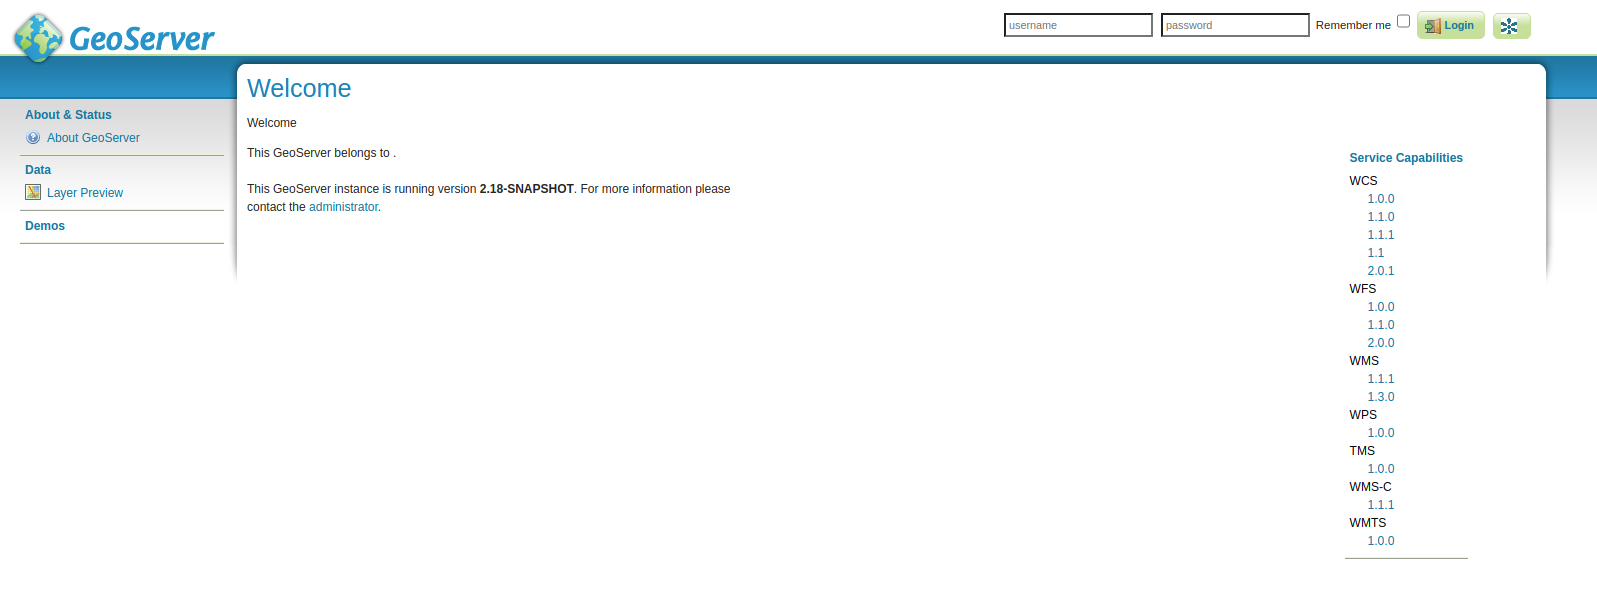 GeoServer
username password Remember me Login
About & Status
About GeoServer
Data
Layer Preview
Demos
Welcome
Welcome
This GeoServer belongs to .
This GeoServer instance is running version 2.18-SNAPSHOT. For more information please
contact the administrator.
Service Capabilities
WCS
1.0.0
1.1.0
1.1.1
1.1
2.0.1
WFS
1.0.0
1.1.0
2.0.0
WMS
1.1.1
1.3.0
WPS
1.0.0
TMS
1.0.0
WMS-C
1.1.1
WMTS
1.0.0